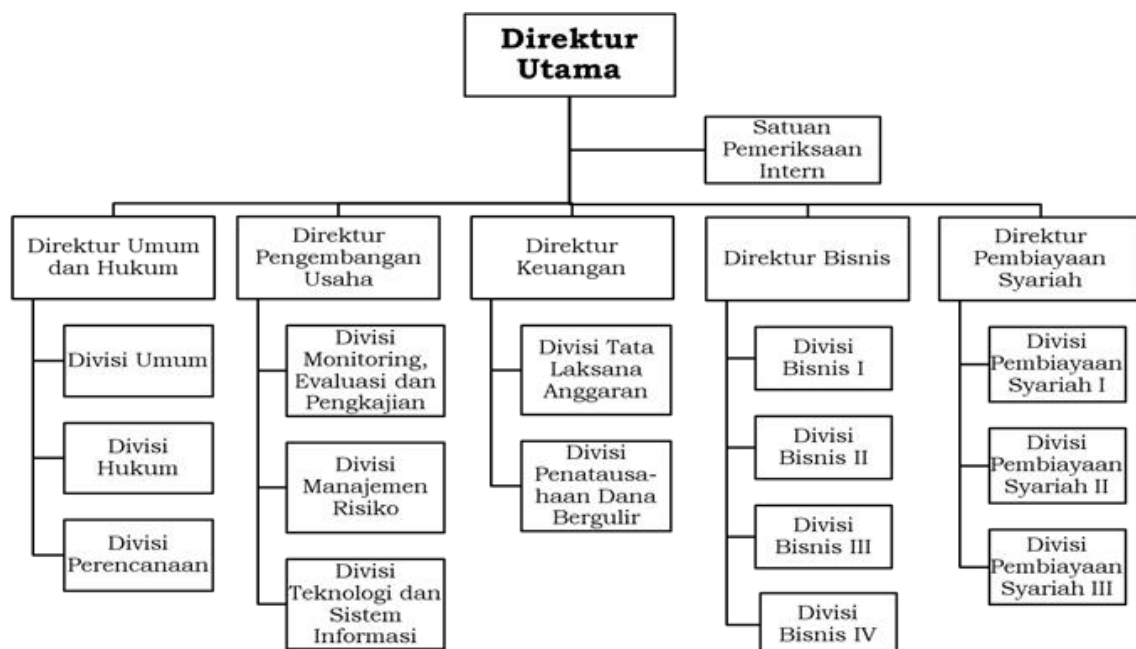 Direktur
Utama
Satuan
Pemeriksaan
Intern
Direktur Umum
dan Hukum
Direktur
Pengembangan
Usaha
Direktur
Keuangan
Direktur Bisnis
Direktur
Pembiayaan
Syariah
Divisi Umum
Divisi
Hukum
Divisi
Perencanaan
Divisi
Monitoring,
Evaluasi dan
Pengkajian
Divisi
Manajemen
Risiko
Divisi
Teknologi dan
Sistem
Informasi
Divisi Tata
Laksana
Anggaran
Divisi
Penatausa-
haan Dana
Bergulir
Divisi
Bisnis I
Divisi
Bisnis II
Divisi
Bisnis III
Divisi
Bisnis IV
Divisi
Pembiayaan
Syariah I
Divisi
Pembiayaan
Syariah II
Divisi
Pembiayaan
Syariah III